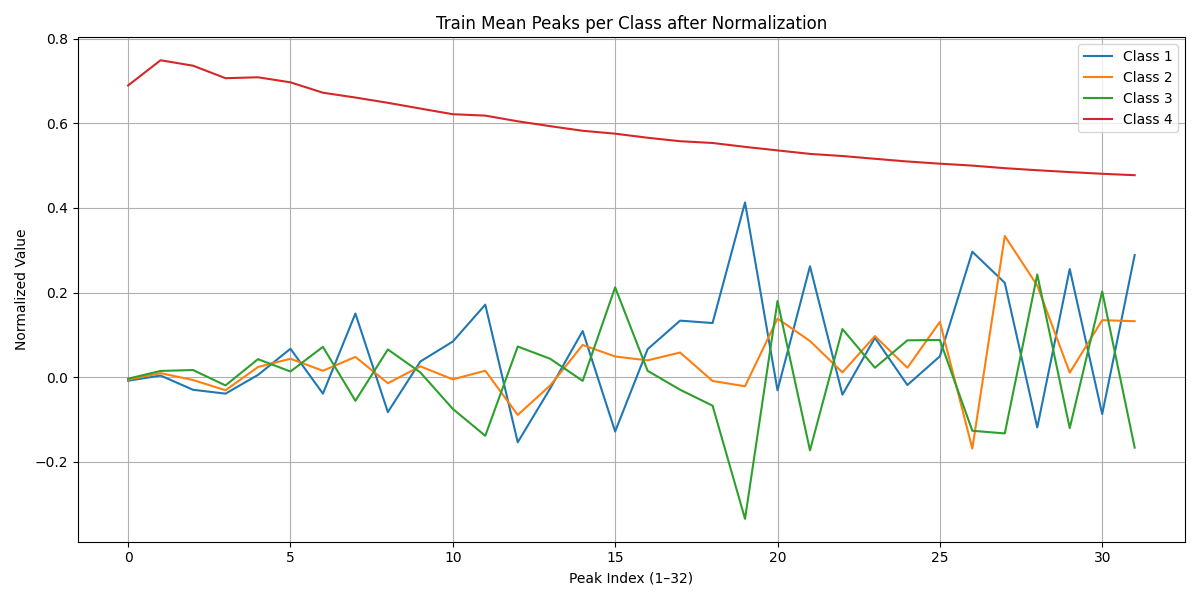 Train Mean Peaks per Class after Normalization
Normalized Value
0.8
0.6
0.4
0.2
0.0
−0.2
Class 1
Class 2
Class 3
Class 4
0 5 10 15 20 25 30
Peak Index (1–32)